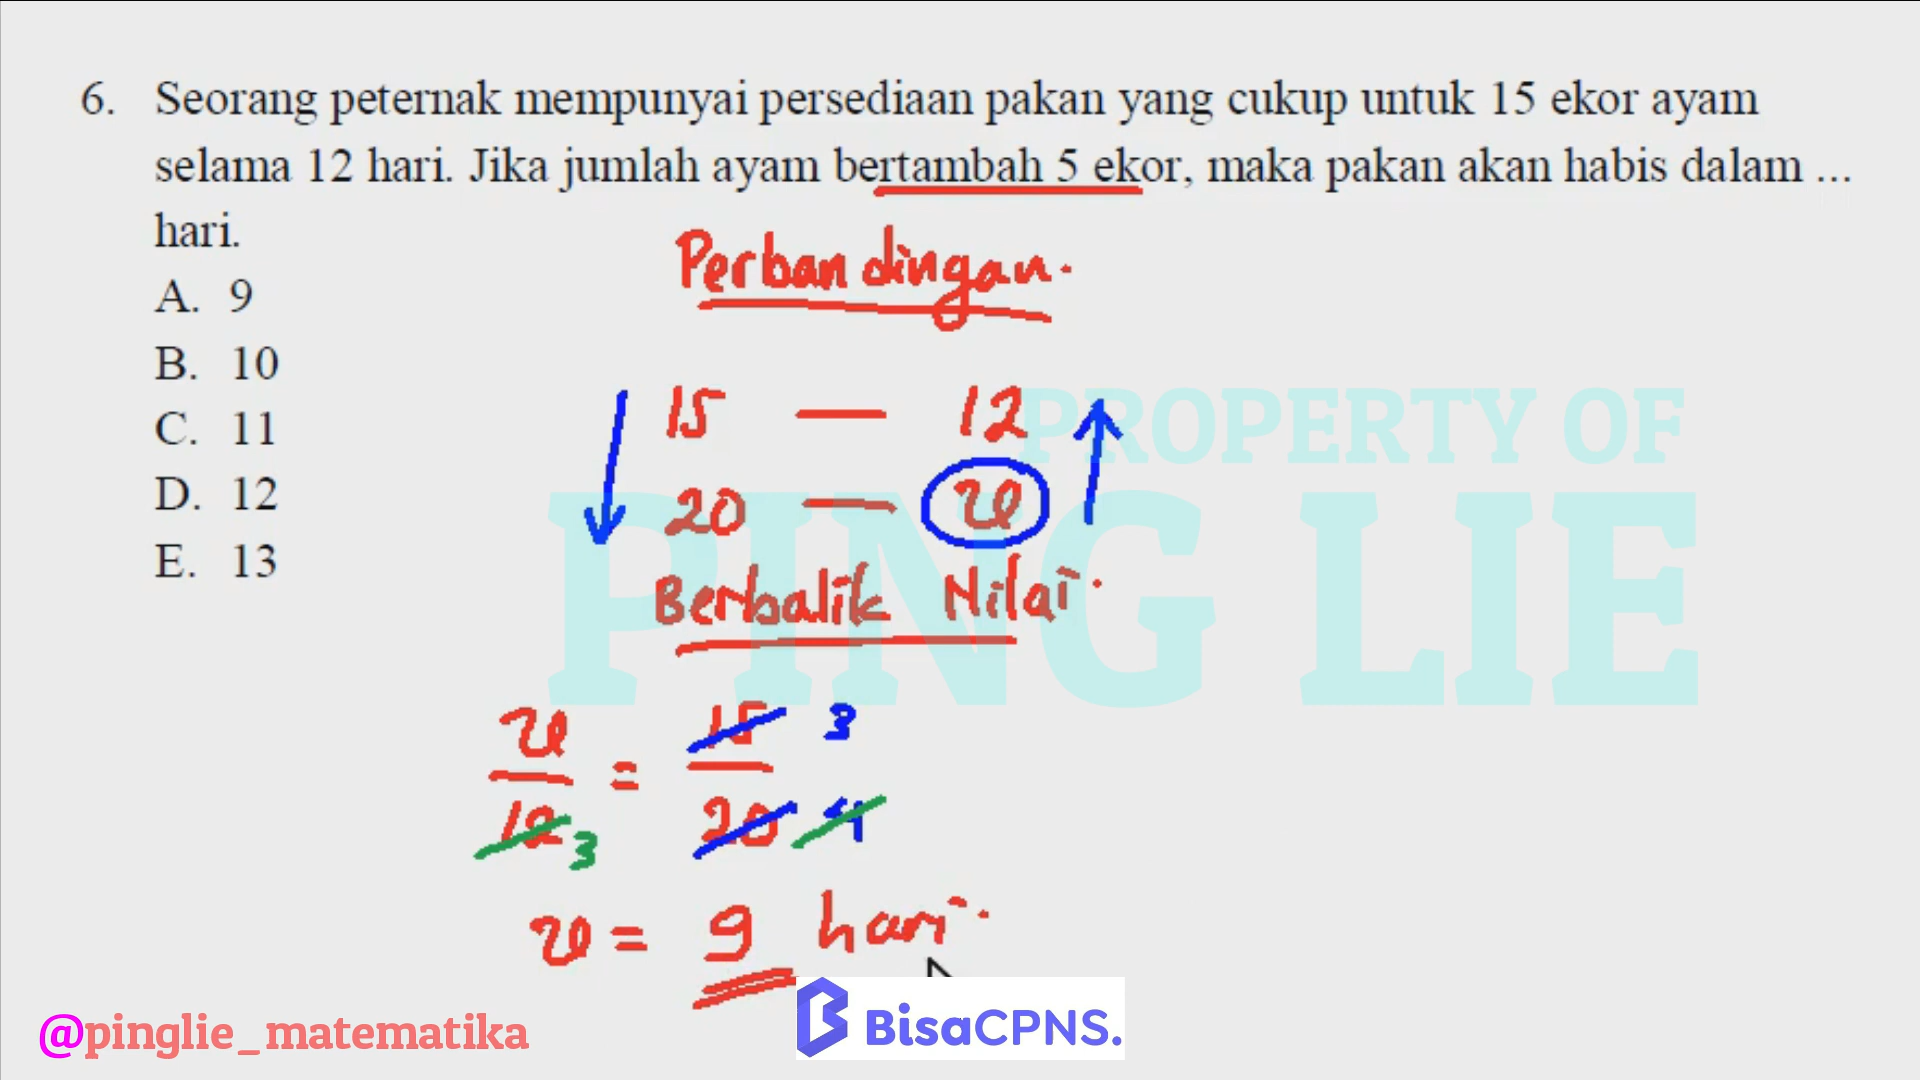 6. Seorang peternak mempunyai persediaan pakan yang cukup untuk 15 ekor ayam
selama 12 hari. Jika jumlah ayam bertambah 5 ekor, maka pakan akan habis dalam ...
hari.
A. 9
B. 10
C. 11
D. 12
E. 13
Perbandingan.
15 — 12
20 — x
Berbalik Nilai.
x/12 = 15/20
3
3 4
x = 9 hari.
PROPERTY OF
PING LIE
@pinglie_matematika
BisaCPNS.